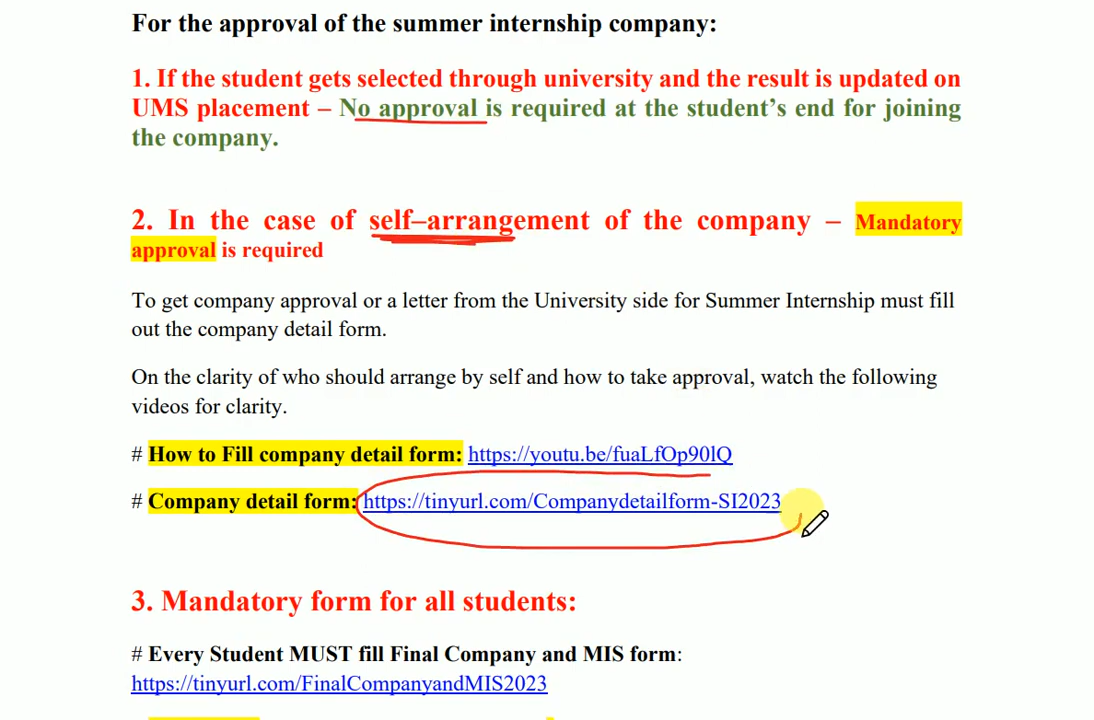 For the approval of the summer internship company:
1. If the student gets selected through university and the result is updated on
UMS placement – No approval is required at the student’s end for joining
the company.
2. In the case of self–arrangement of the company – Mandatory
approval is required
To get company approval or a letter from the University side for Summer Internship must fill
out the company detail form.
On the clarity of who should arrange by self and how to take approval, watch the following
videos for clarity.
# How to Fill company detail form: https://youtu.be/fuaLfOp90lQ
# Company detail form: https://tinyurl.com/Companydetailform-SI2023
3. Mandatory form for all students:
# Every Student MUST fill Final Company and MIS form:
https://tinyurl.com/FinalCompanyandMIS2023